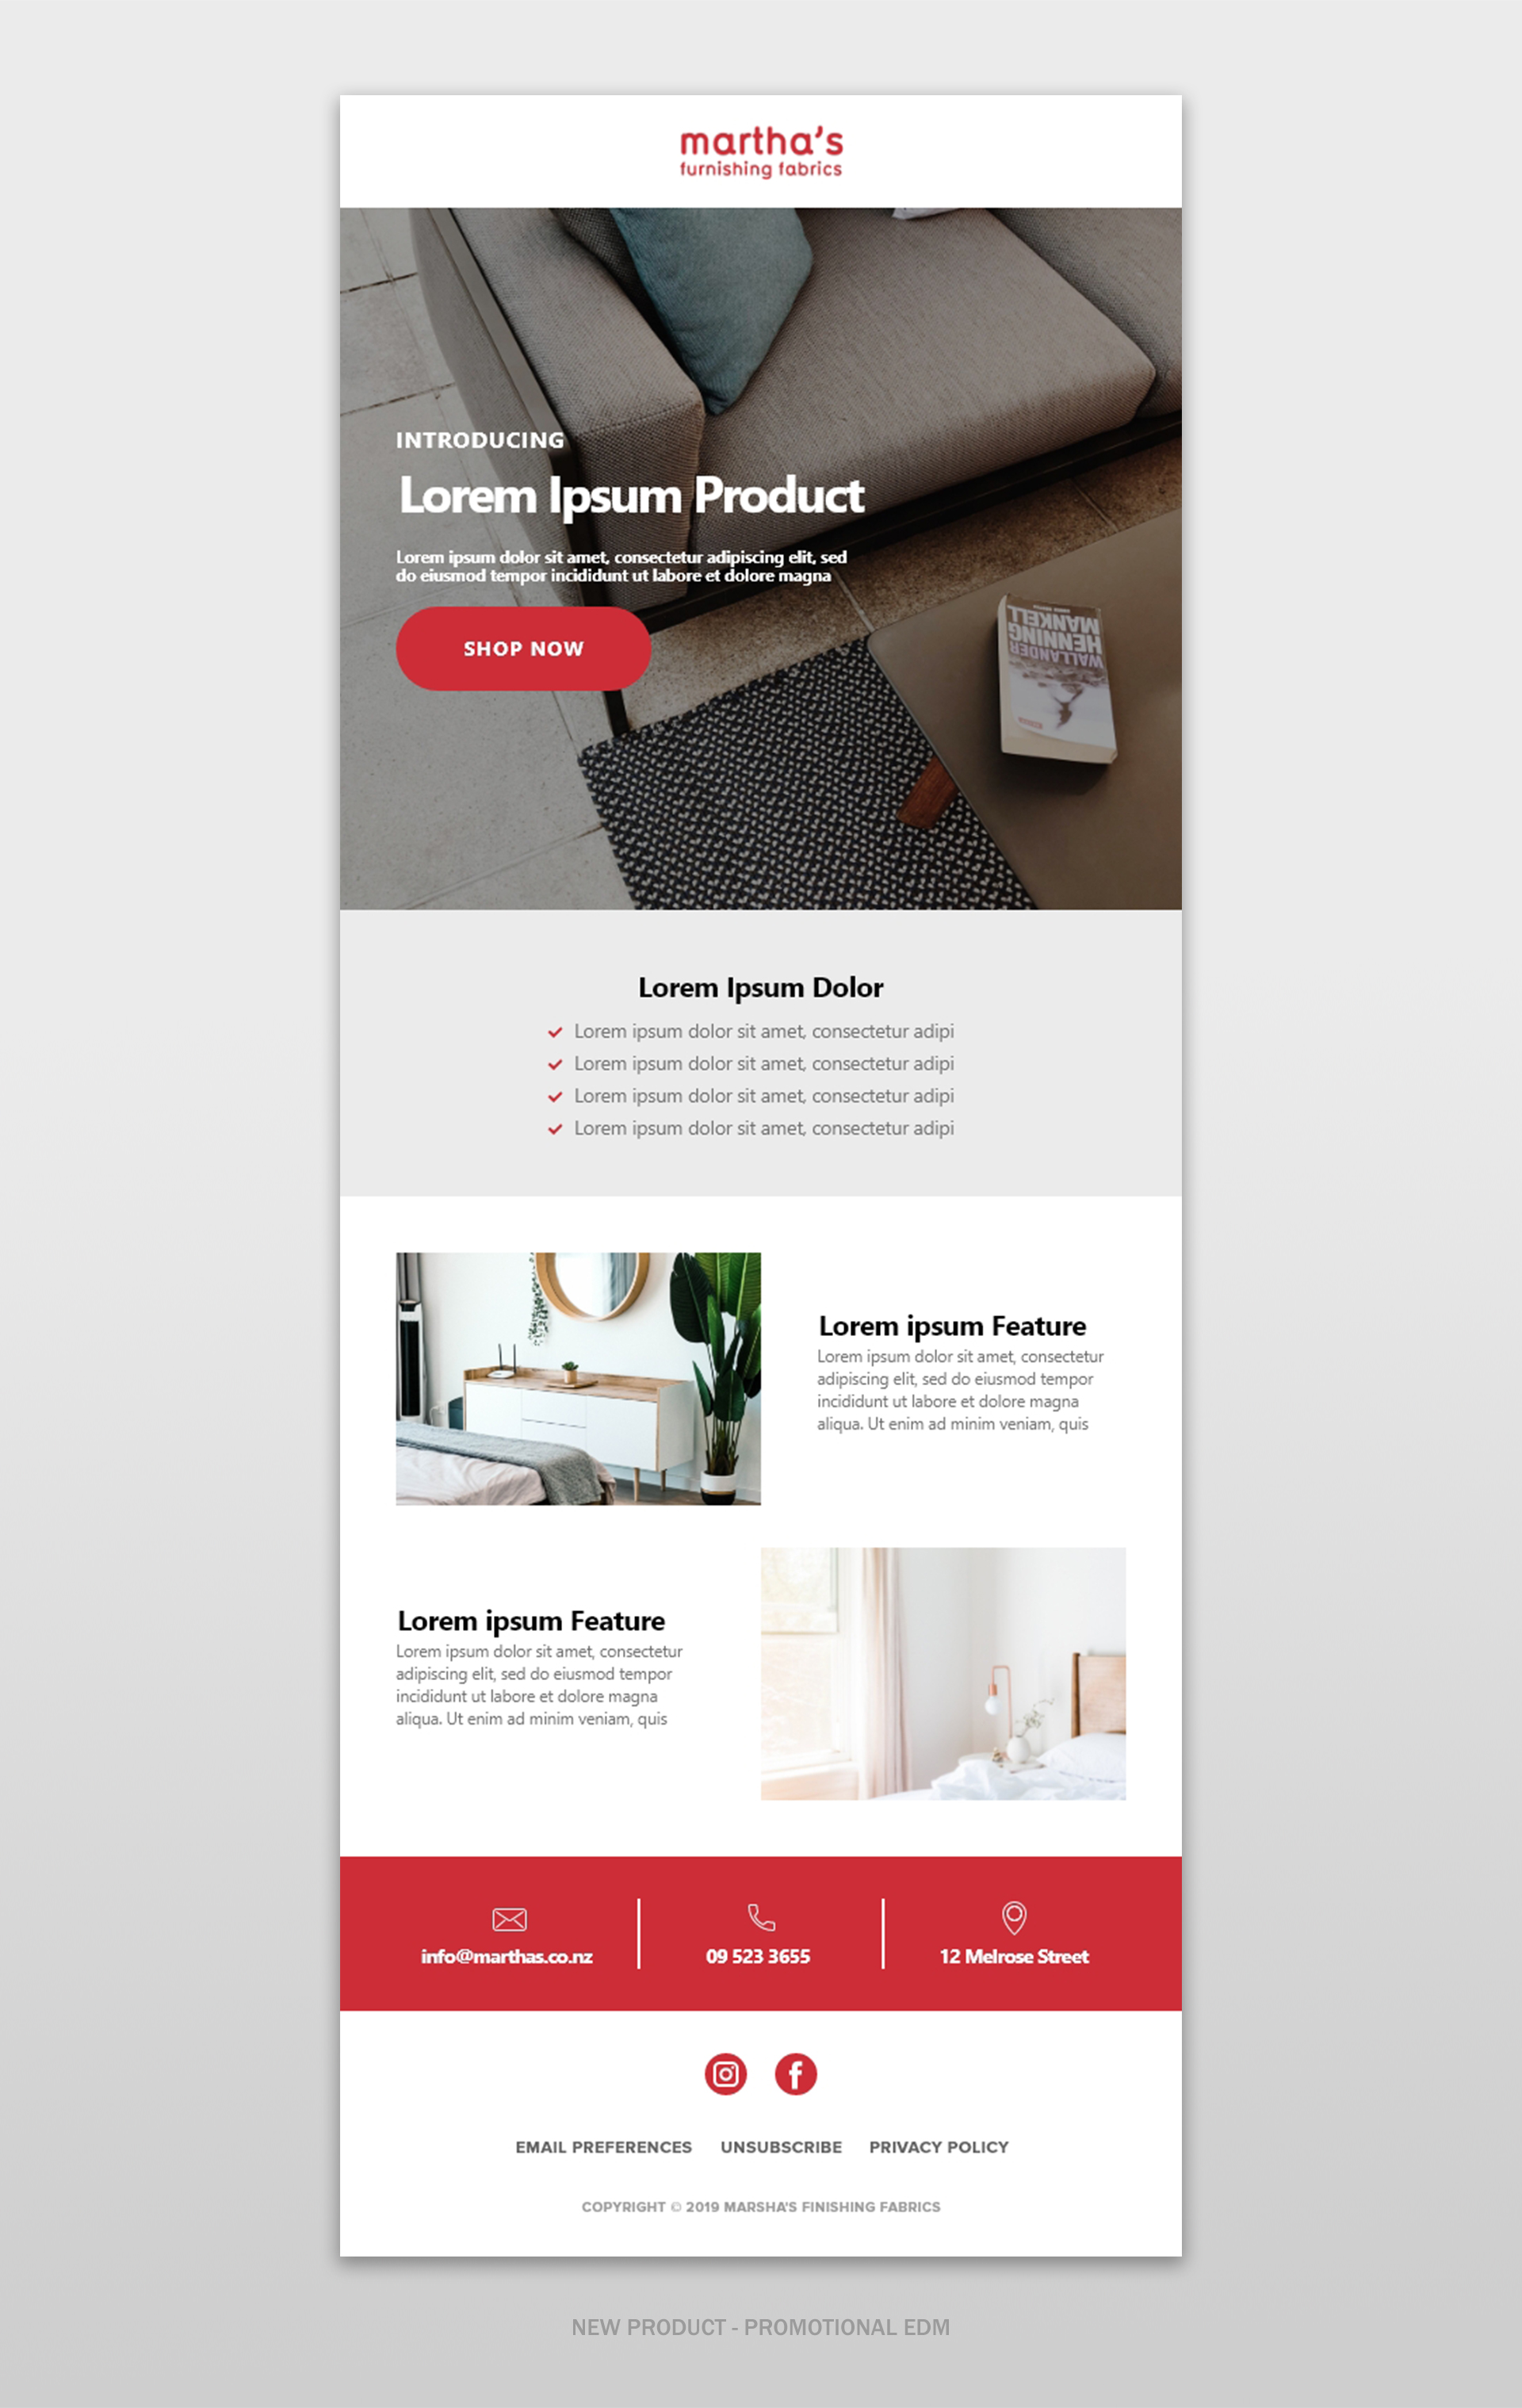 martha's
furnishing fabrics
INTRODUCING
Lorem Ipsum Product
Lorem ipsum dolor sit amet, consectetur adipiscing elit, sed
do eiusmod tempor incididunt ut labore et dolore magna
SHOP NOW
WALLANDER
HENNING
MANKELL
Lorem Ipsum Dolor
Lorem ipsum dolor sit amet, consectetur adipi
Lorem ipsum dolor sit amet, consectetur adipi
Lorem ipsum dolor sit amet, consectetur adipi
Lorem ipsum dolor sit amet, consectetur adipi
Lorem ipsum Feature
Lorem ipsum dolor sit amet, consectetur
adipiscing elit, sed do eiusmod tempor
incididunt ut labore et dolore magna
aliqua. Ut enim ad minim veniam, quis
Lorem ipsum Feature
Lorem ipsum dolor sit amet, consectetur
adipiscing elit, sed do eiusmod tempor
incididunt ut labore et dolore magna
aliqua. Ut enim ad minim veniam, quis
info@marthas.co.nz
09 523 3655
12 Melrose Street
EMAIL PREFERENCES UNSUBSCRIBE PRIVACY POLICY
COPYRIGHT © 2019 MARSHA'S FINISHING FABRICS
NEW PRODUCT - PROMOTIONAL EDM